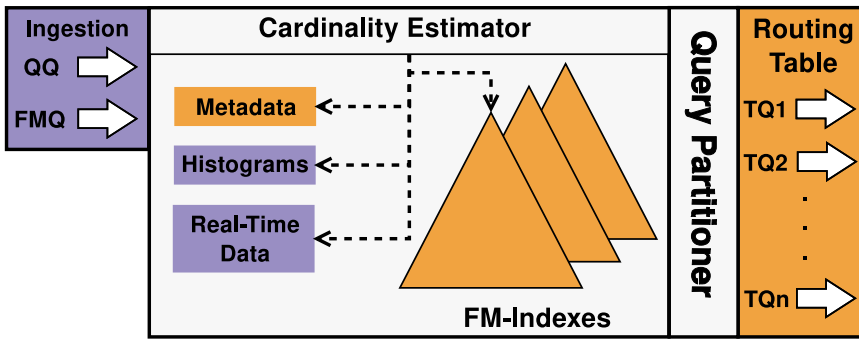 Ingestion
QQ
FMQ
Cardinality Estimator
Metadata
Histograms
Real-Time
Data
FM-Indexes
Query Partitioner
Routing
Table
TQ1
TQ2
.
.
.
TQn